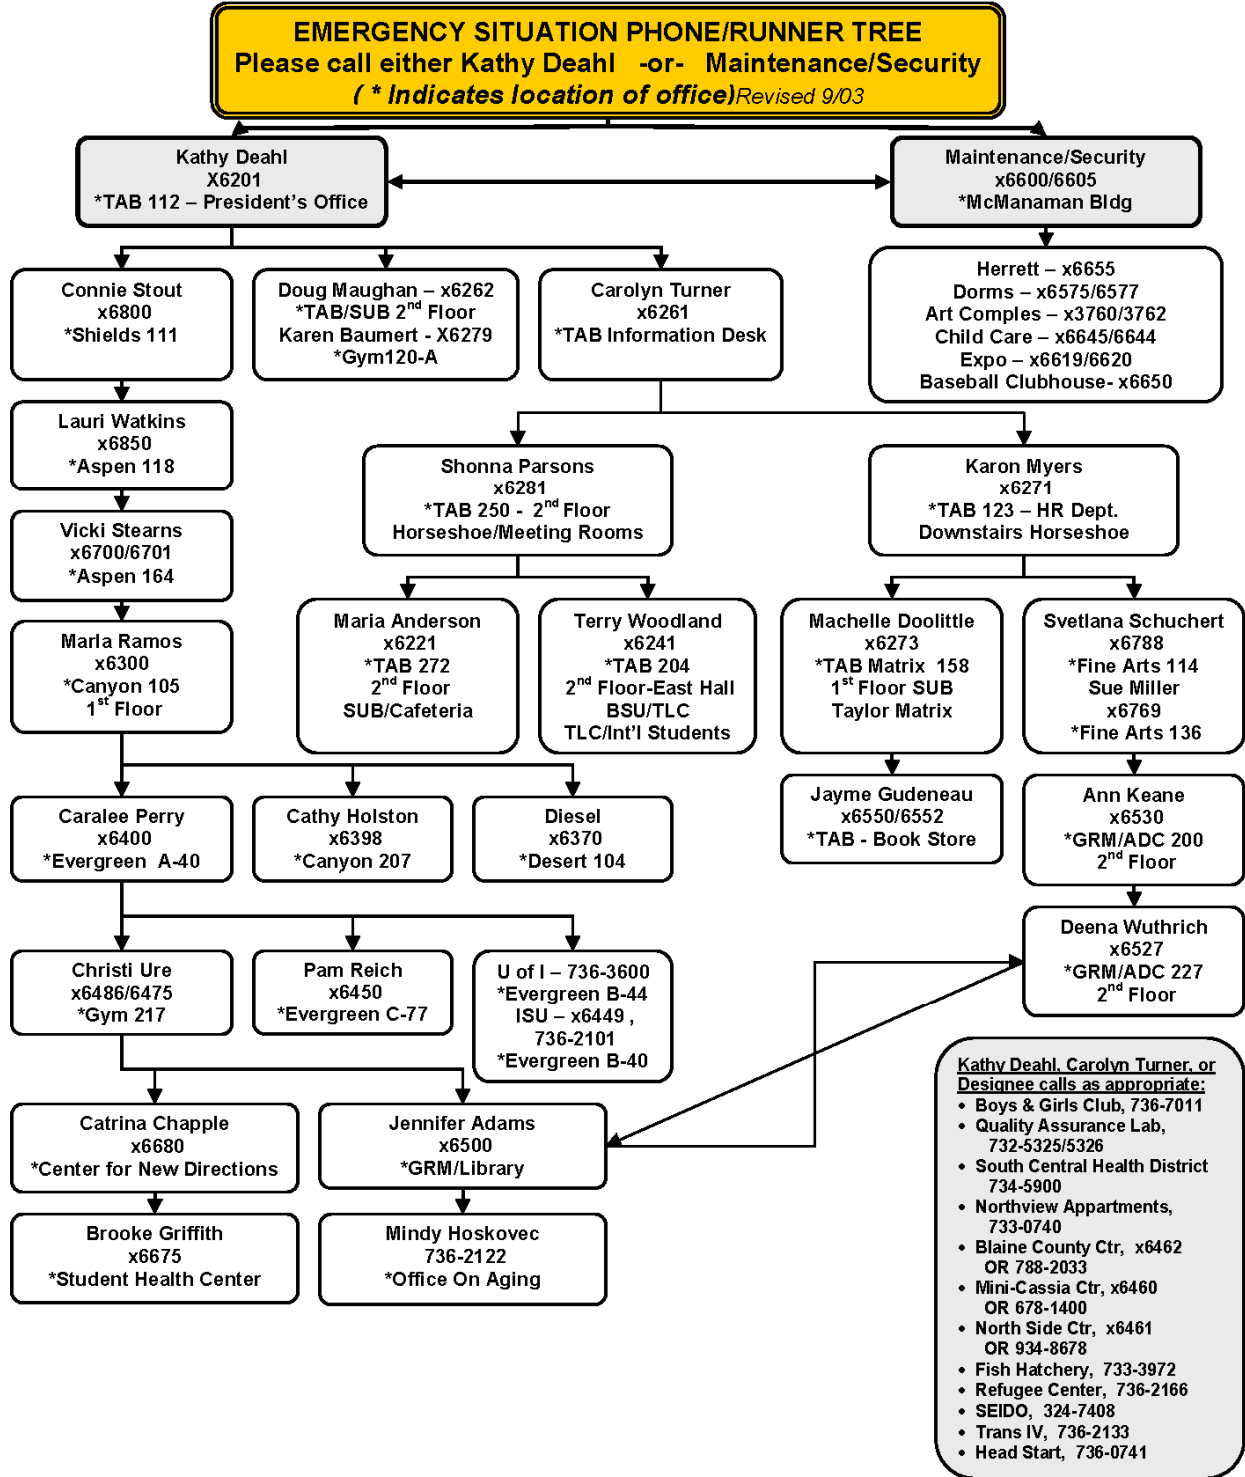 EMERGENCY SITUATION PHONE/RUNNER TREE
Please call either Kathy Deahl -or- Maintenance/Security
( * Indicates location of office) Revised 9/03
Kathy Deahl
X6201
*TAB 112 – President's Office
Maintenance/Security
x6600/6605
*McManaman Bldg
Connie Stout
x6800
*Shields 111
Doug Maughan – x6262
*TAB/SUB 2nd Floor
Karen Baumert - X6279
*Gym120-A
Carolyn Turner
x6261
*TAB Information Desk
Herrett – x6655
Dorms – x6575/6577
Art Comples – x3760/3762
Child Care – x6645/6644
Expo – x6619/6620
Baseball Clubhouse- x6650
Lauri Watkins
x6850
*Aspen 118
Shonna Parsons
x6281
*TAB 250 - 2nd Floor
Horseshoe/Meeting Rooms
Karon Myers
x6271
*TAB 123 – HR Dept.
Downstairs Horseshoe
Vicki Stearns
x6700/6701
*Aspen 164
Marla Ramos
x6300
*Canyon 105
1st Floor
Maria Anderson
x6221
*TAB 272
2nd Floor
SUB/Cafeteria
Terry Woodland
x6241
*TAB 204
2nd Floor-East Hall
BSU/TLC
TLC/Int'l Students
Machelle Doolittle
x6273
*TAB Matrix 158
1st Floor SUB
Taylor Matrix
Svetlana Schuchert
x6788
*Fine Arts 114
Sue Miller
x6769
*Fine Arts 136
Caralee Perry
x6400
*Evergreen A-40
Cathy Holston
x6398
*Canyon 207
Diesel
x6370
*Desert 104
Jayme Gudeneau
x6550/6552
*TAB - Book Store
Ann Keane
x6530
*GRM/ADC 200
2nd Floor
Christi Ure
x6486/6475
*Gym 217
Pam Reich
x6450
*Evergreen C-77
U of I – 736-3600
*Evergreen B-44
ISU – x6449 ,
736-2101
*Evergreen B-40
Deena Wuthrich
x6527
*GRM/ADC 227
2nd Floor
Catrina Chapple
x6680
*Center for New Directions
Jennifer Adams
x6500
*GRM/Library
Brooke Griffith
x6675
*Student Health Center
Mindy Hoskovec
736-2122
*Office On Aging
Kathy Deahl, Carolyn Turner, or
Designee calls as appropriate:
• Boys & Girls Club, 736-7011
• Quality Assurance Lab,
732-5325/5326
• South Central Health District
734-5900
• Northview Appartments,
733-0740
• Blaine County Ctr, x6462
OR 788-2033
• Mini-Cassia Ctr, x6460
OR 678-1400
• North Side Ctr, x6461
OR 934-8678
• Fish Hatchery, 733-3972
• Refugee Center, 736-2166
• SEIDO, 324-7408
• Trans IV, 736-2133
• Head Start, 736-0741